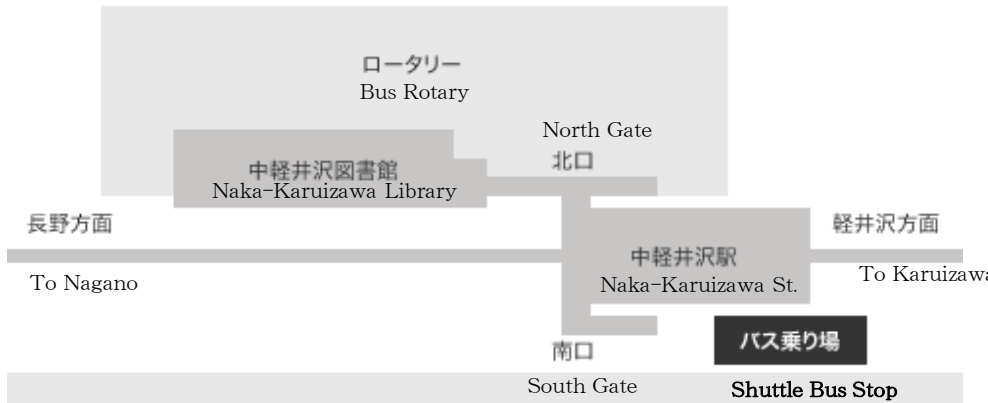 ロータリー
Bus Rotary
North Gate
北口
中軽井沢図書館
Naka-Karuizawa Library
長野方面
To Nagano
中軽井沢駅
Naka-Karuizawa St.
軽井沢方面
To Karuizawa
南口
South Gate
バス乗り場
Shuttle Bus Stop